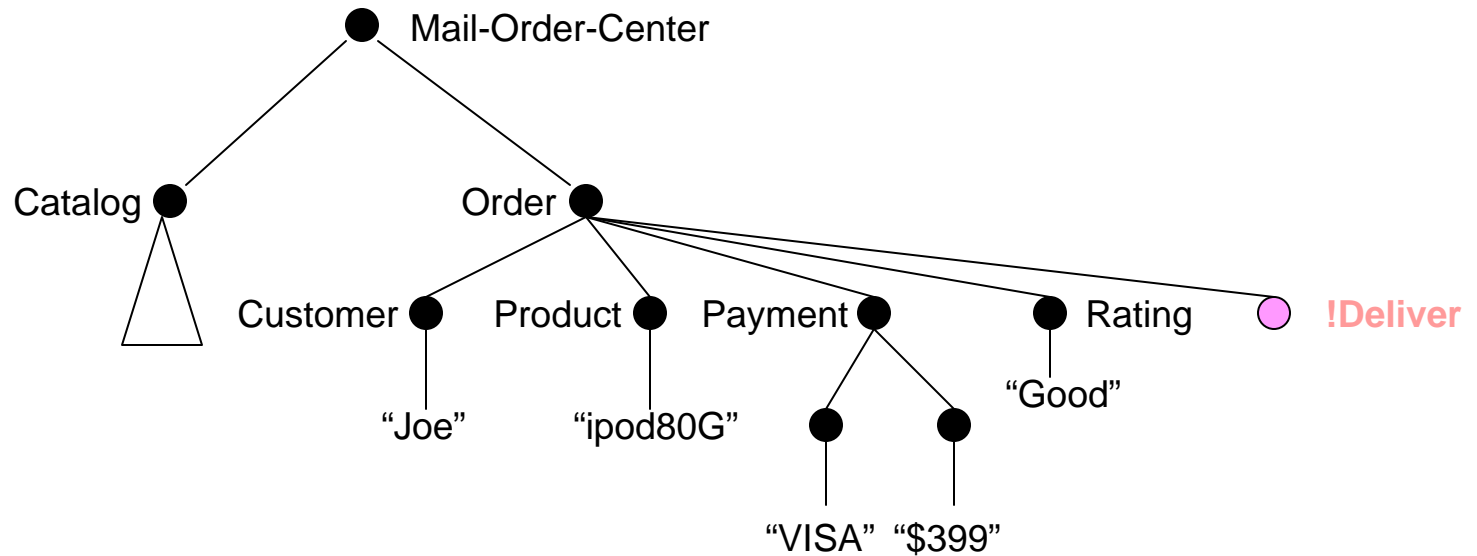 Mail-Order-Center
Catalog
Order
Customer
Product
Payment
Rating
!Deliver
“Joe”
“ipod80G”
“Good”
“VISA”
“$399”